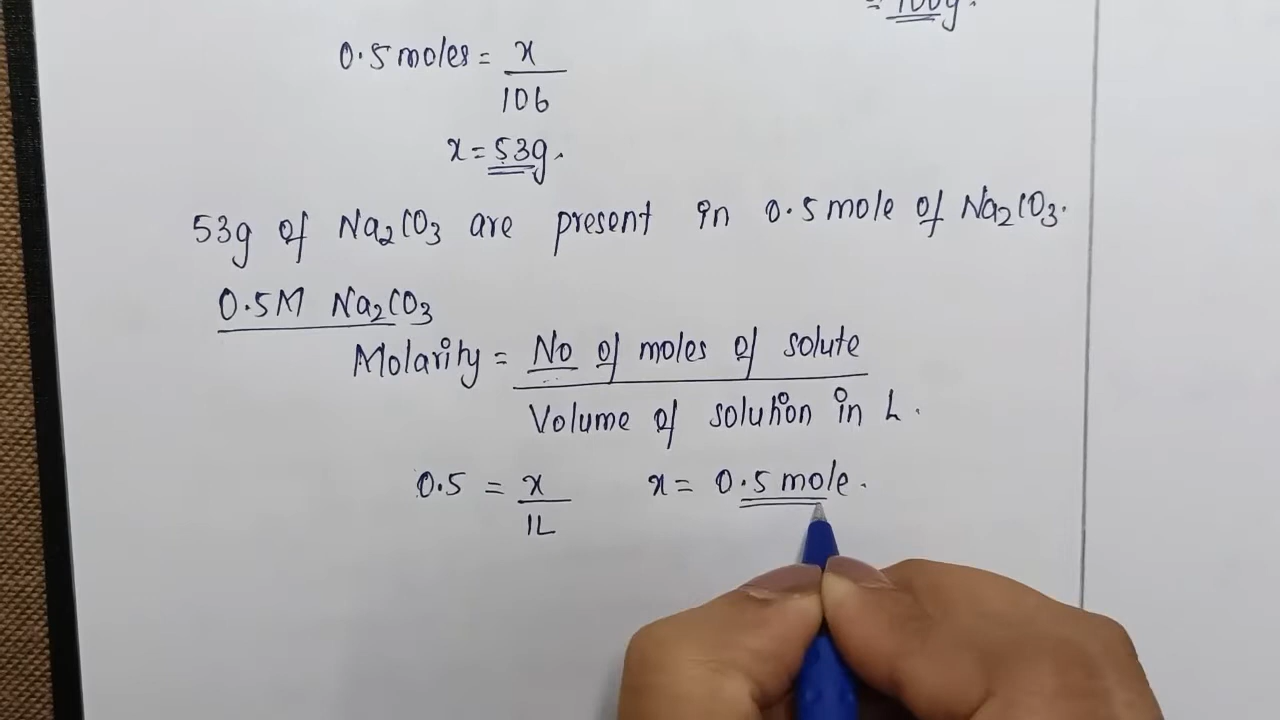 0.5 moles = x
106
x = 53g.
53g of Na2CO3 are present in 0.5 mole of Na2CO3.
0.5M Na2CO3
Molarity = No of moles of solute
Volume of solution in L.
0.5 = x
1L
x = 0.5 mole.